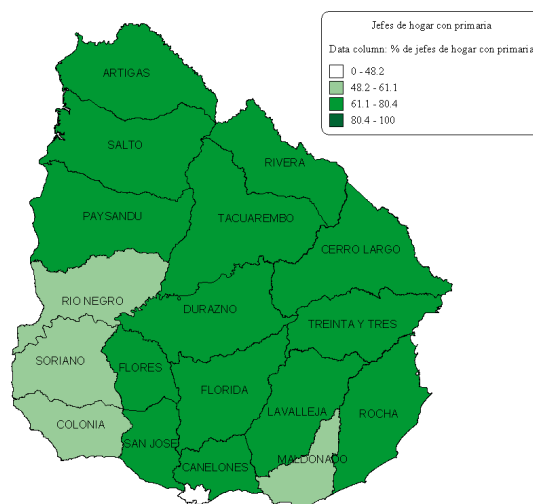 Jefes de hogar con primaria
Data column: % de jefes de hogar con primaria
0 - 48.2
48.2 - 61.1
61.1 - 80.4
80.4 - 100
ARTIGAS
SALTO
RIVERA
PAYSANDU
TACUAREMBO
CERRO LARGO
RIO NEGRO
DURAZNO
TREINTA Y TRES
SORIANO
FLORES
FLORIDA
LAVALLEJA
ROCHA
COLONIA
SAN JOSE
MALDONADO
CANELONES